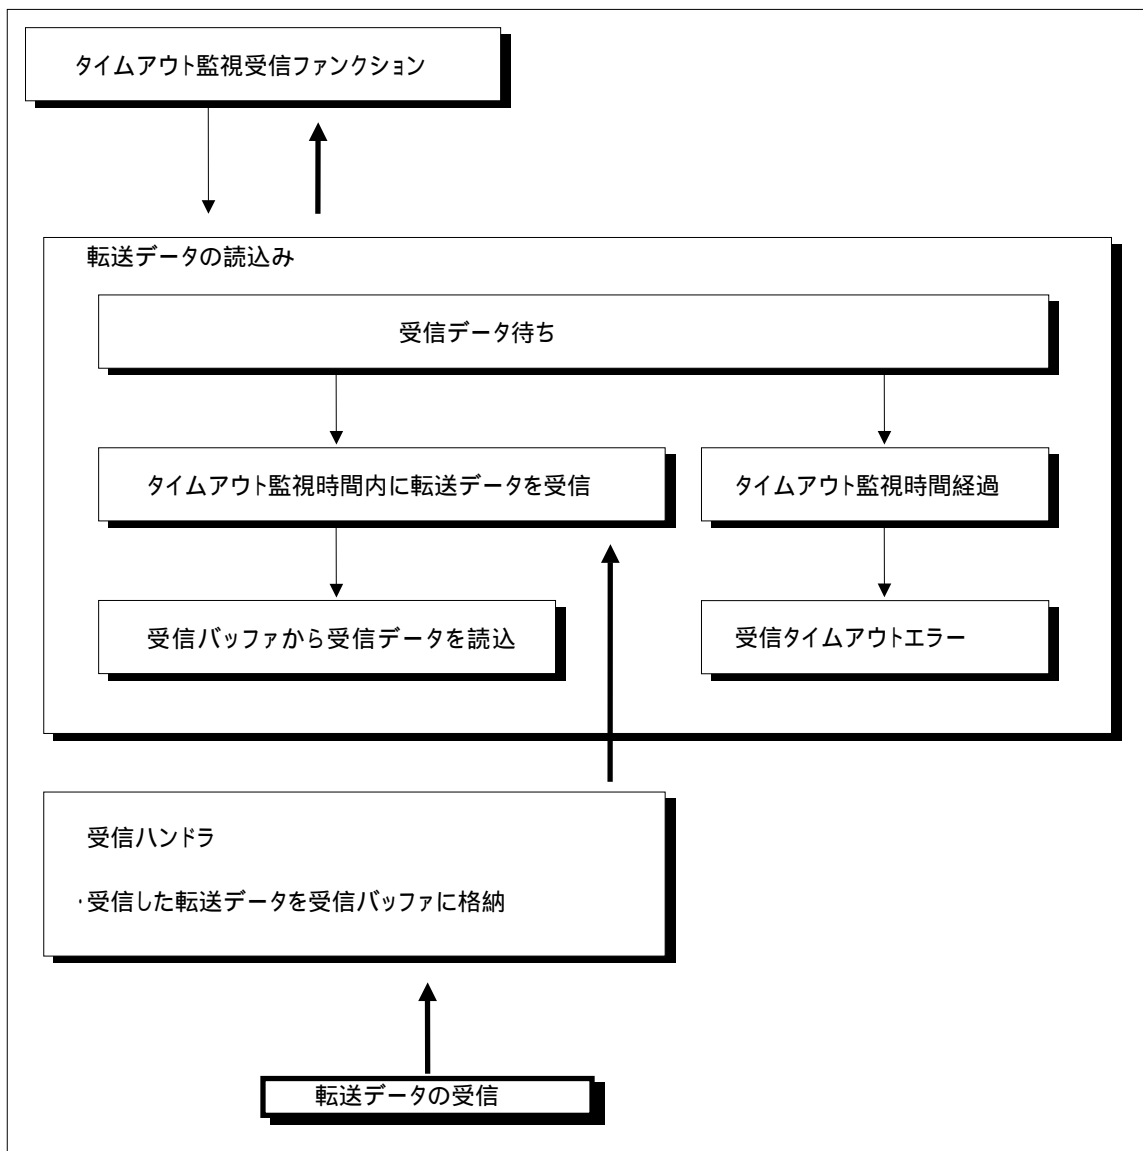 タイムアウト監視受信ファンクション
転送データの読込み
受信データ待ち
タイムアウト監視時間内に転送データを受信
タイムアウト監視時間経過
受信バッファから受信データを読込
受信タイムアウトエラー
受信ハンドラ
・受信した転送データを受信バッファに格納
転送データの受信